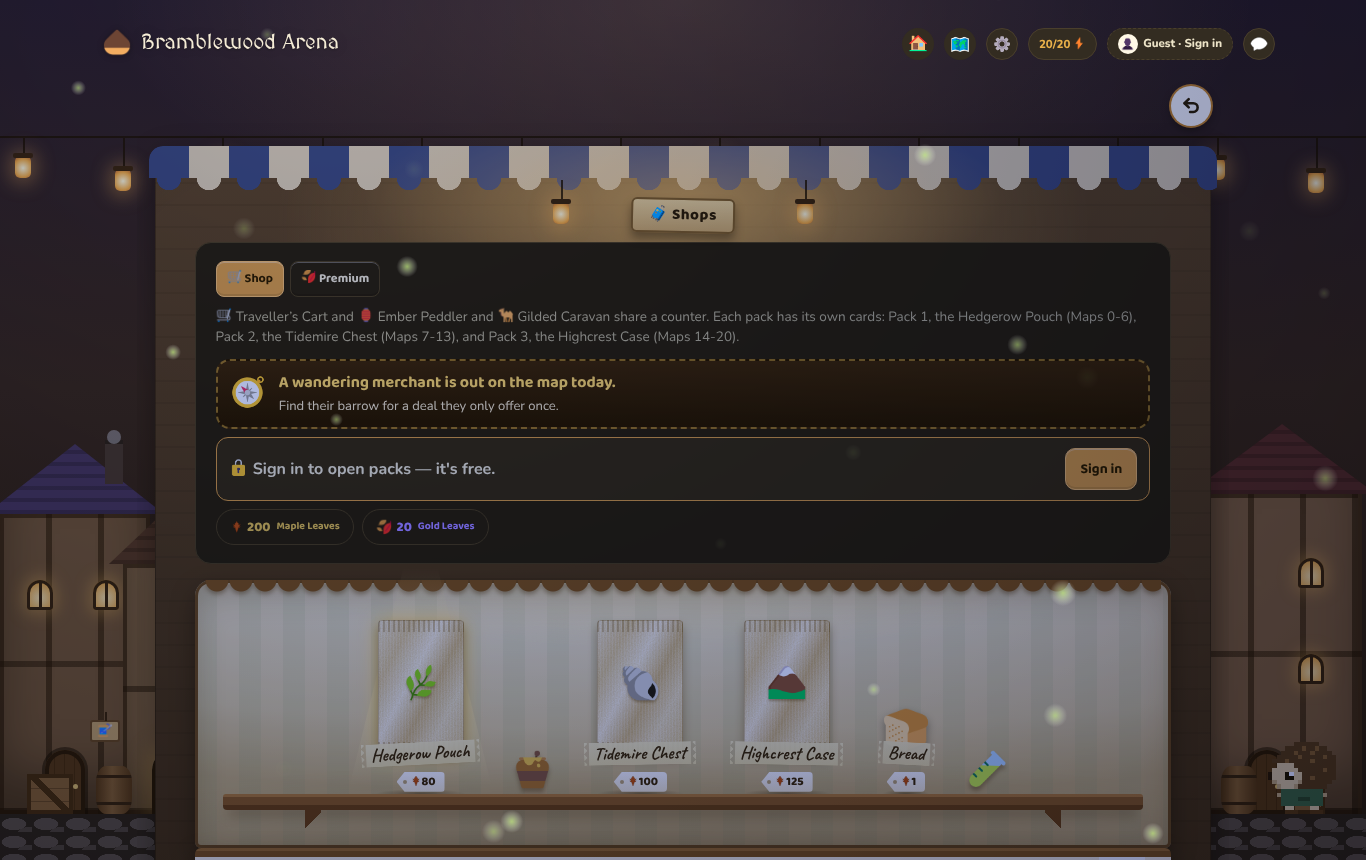 Bramblewood Arena
20/20
Guest · Sign in
Shops
Shop
Premium
Traveller's Cart and Ember Peddler and Gilded Caravan share a counter. Each pack has its own cards: Pack 1, the Hedgerow Pouch (Maps 0-6),
Pack 2, the Tidemire Chest (Maps 7-13), and Pack 3, the Highcrest Case (Maps 14-20).
A wandering merchant is out on the map today.
Find their barrow for a deal they only offer once.
Sign in to open packs — it's free.
Sign in
200 Maple Leaves
20 Gold Leaves
Hedgerow Pouch
Tidemire Chest
Highcrest Case
Bread
80
100
125
1